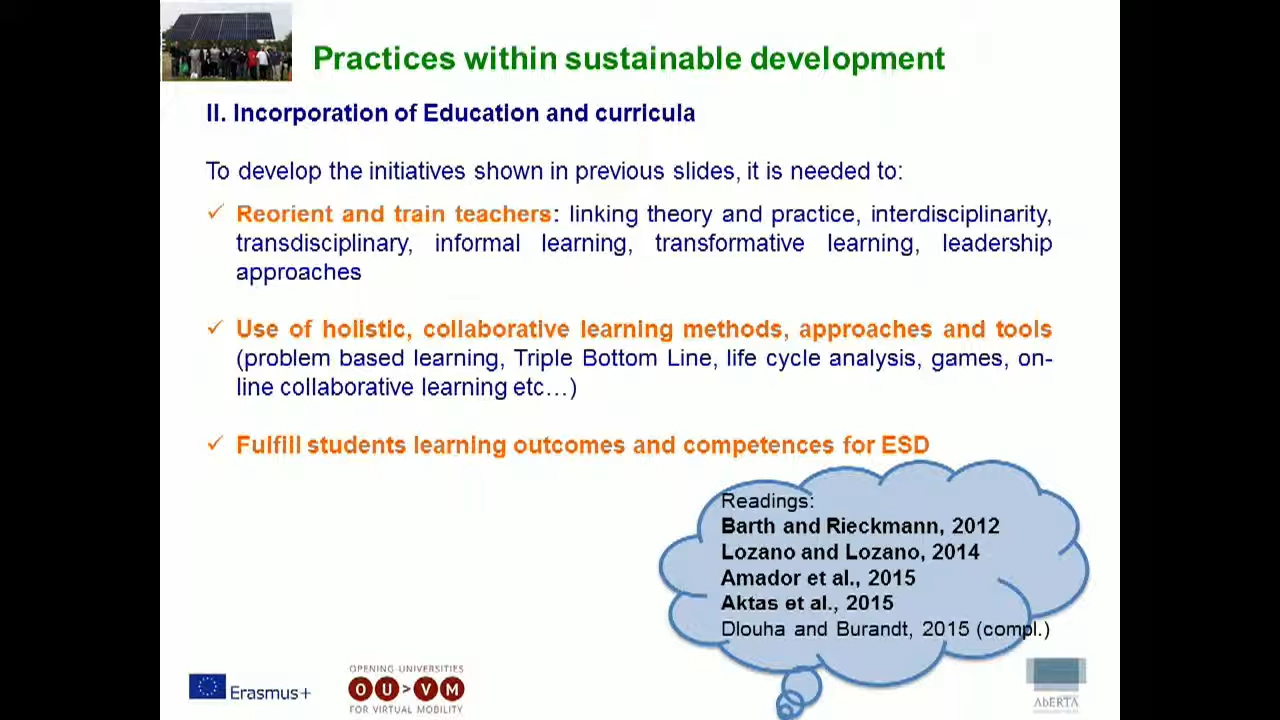 Practices within sustainable development
II. Incorporation of Education and curricula
To develop the initiatives shown in previous slides, it is needed to:
✓ Reorient and train teachers: linking theory and practice, interdisciplinarity,
transdisciplinary, informal learning, transformative learning, leadership
approaches
✓ Use of holistic, collaborative learning methods, approaches and tools
(problem based learning, Triple Bottom Line, life cycle analysis, games, on-
line collaborative learning etc…)
✓ Fulfill students learning outcomes and competences for ESD
Readings:
Barth and Rieckmann, 2012
Lozano and Lozano, 2014
Amador et al., 2015
Aktas et al., 2015
Dlouha and Burandt, 2015 (compl.)
Erasmus+
OPENING UNIVERSITIES
OU>VM
FOR VIRTUAL MOBILITY
AbERTA